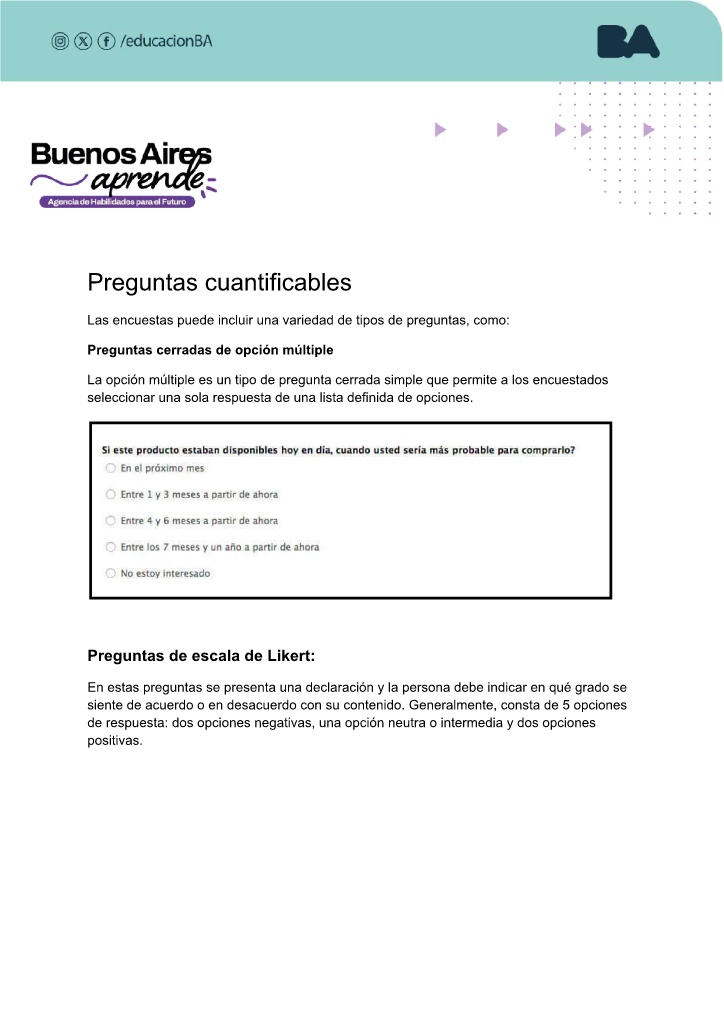 /educacionBA
BA
Buenos Aires
aprende
Agencia de Habilidades para el Futuro
Preguntas cuantificables
Las encuestas puede incluir una variedad de tipos de preguntas, como:
Preguntas cerradas de opción múltiple
La opción múltiple es un tipo de pregunta cerrada simple que permite a los encuestados
seleccionar una sola respuesta de una lista definida de opciones.
Si este producto estaban disponibles hoy en día, cuando usted sería más probable para comprarlo?
En el próximo mes
Entre 1 y 3 meses a partir de ahora
Entre 4 y 6 meses a partir de ahora
Entre los 7 meses y un año a partir de ahora
No estoy interesado
Preguntas de escala de Likert:
En estas preguntas se presenta una declaración y la persona debe indicar en qué grado se
siente de acuerdo o en desacuerdo con su contenido. Generalmente, consta de 5 opciones
de respuesta: dos opciones negativas, una opción neutra o intermedia y dos opciones
positivas.